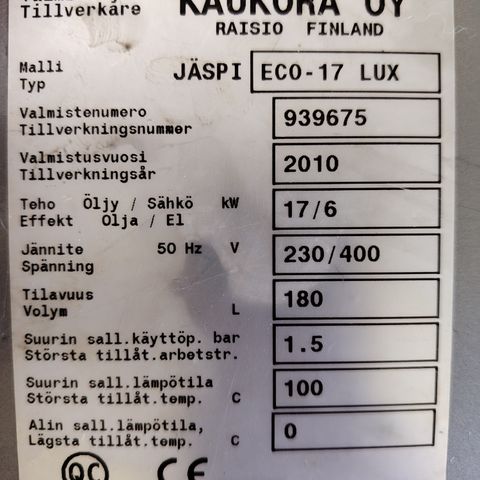 Tillverkare
KAUKORA OY
RAISIO FINLAND
Malli
Typ
JÄSPI ECO-17 LUX
Valmistenumero
Tillverkningsnummer
939675
Valmistusvuosi
Tillverkningsår
2010
Teho Öljy / Sähkö kW
Effekt Olja / El
17/6
Jännite 50 Hz V
Spänning
230/400
Tilavuus
Volym L
180
Suurin sall.käyttöp. bar
Största tillåt.arbetstr.
1.5
Suurin sall.lämpötila
Största tillåt.temp. C
100
Alin sall.lämpötila,
Lägsta tillåt.temp. C
0
QC CE